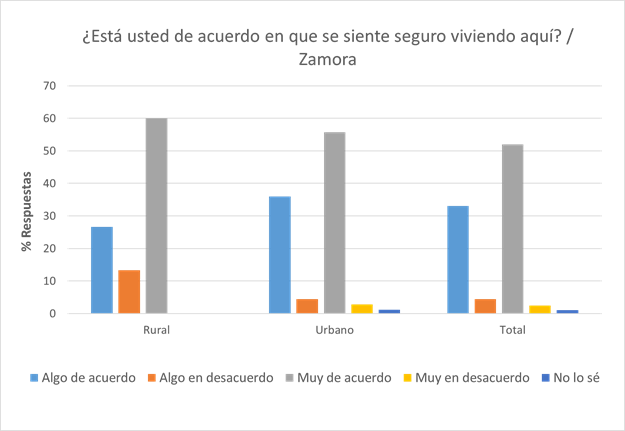 ¿Está usted de acuerdo en que se siente seguro viviendo aquí? /
Zamora
% Respuestas
70
60
50
40
30
20
10
0
Rural Urbano Total
Algo de acuerdo Algo en desacuerdo Muy de acuerdo Muy en desacuerdo No lo sé